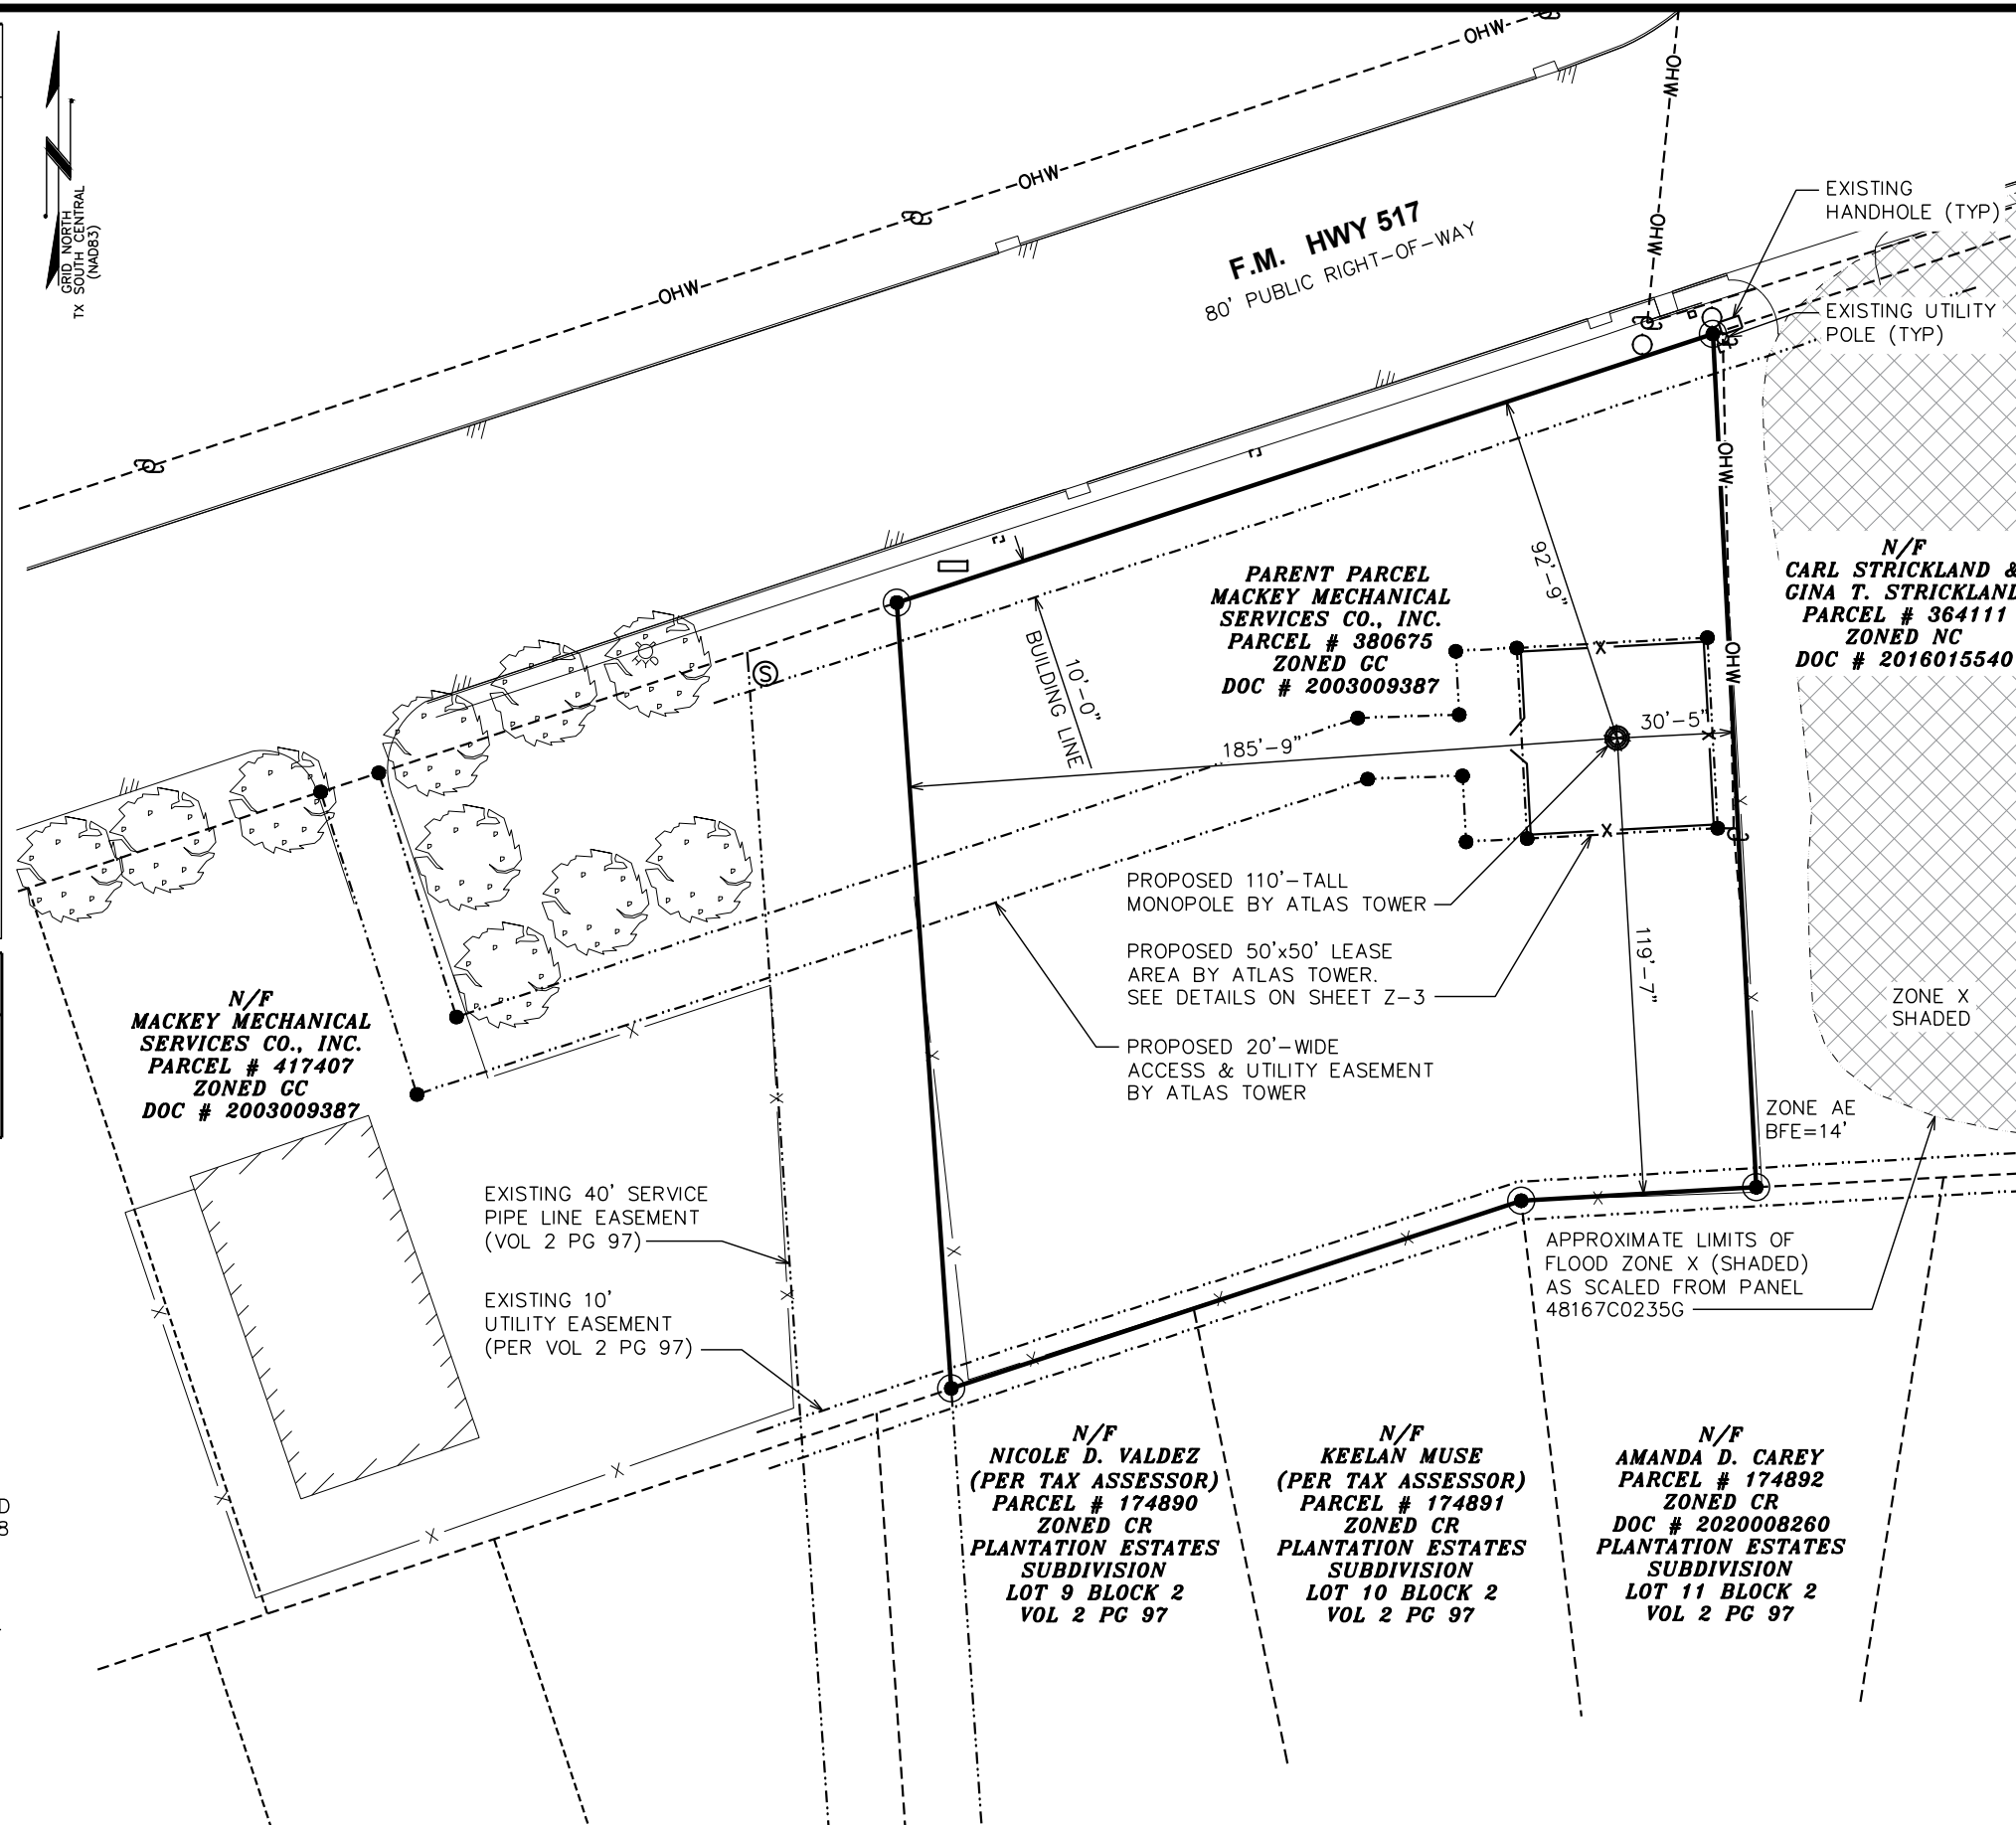 GRID NORTH
TX SOUTH CENTRAL
(NAD83)
OHW
OHW
OHW
OHW
OHW
F.M. HWY 517
80' PUBLIC RIGHT-OF-WAY
EXISTING
HANDHOLE (TYP)
EXISTING UTILITY
POLE (TYP)
OHW
OHW
N/F
CARL STRICKLAND &
GINA T. STRICKLAND
PARCEL # 364111
ZONED NC
DOC # 2016015540
PARENT PARCEL
MACKEY MECHANICAL
SERVICES CO., INC.
PARCEL # 380675
ZONED GC
DOC # 2003009387
92'-9"
10'-0"
BUILDING LINE
S
X
185'-9"
30'-5"
X
X
X
PROPOSED 110'-TALL
MONOPOLE BY ATLAS TOWER
PROPOSED 50'x50' LEASE
AREA BY ATLAS TOWER.
SEE DETAILS ON SHEET Z-3
PROPOSED 20'-WIDE
ACCESS & UTILITY EASEMENT
BY ATLAS TOWER
119'-7"
X
ZONE X
SHADED
N/F
MACKEY MECHANICAL
SERVICES CO., INC.
PARCEL # 417407
ZONED GC
DOC # 2003009387
X
X
X
ZONE AE
BFE=14'
EXISTING 40' SERVICE
PIPE LINE EASEMENT
(VOL 2 PG 97)
EXISTING 10'
UTILITY EASEMENT
(PER VOL 2 PG 97)
X
X
X
X
X
X
X
APPROXIMATE LIMITS OF
FLOOD ZONE X (SHADED)
AS SCALED FROM PANEL
48167C0235G
N/F
NICOLE D. VALDEZ
(PER TAX ASSESSOR)
PARCEL # 174890
ZONED CR
PLANTATION ESTATES
SUBDIVISION
LOT 9 BLOCK 2
VOL 2 PG 97
N/F
KEELAN MUSE
(PER TAX ASSESSOR)
PARCEL # 174891
ZONED CR
PLANTATION ESTATES
SUBDIVISION
LOT 10 BLOCK 2
VOL 2 PG 97
N/F
AMANDA D. CAREY
PARCEL # 174892
ZONED CR
DOC # 2020008260
PLANTATION ESTATES
SUBDIVISION
LOT 11 BLOCK 2
VOL 2 PG 97
X
X
X
D
8